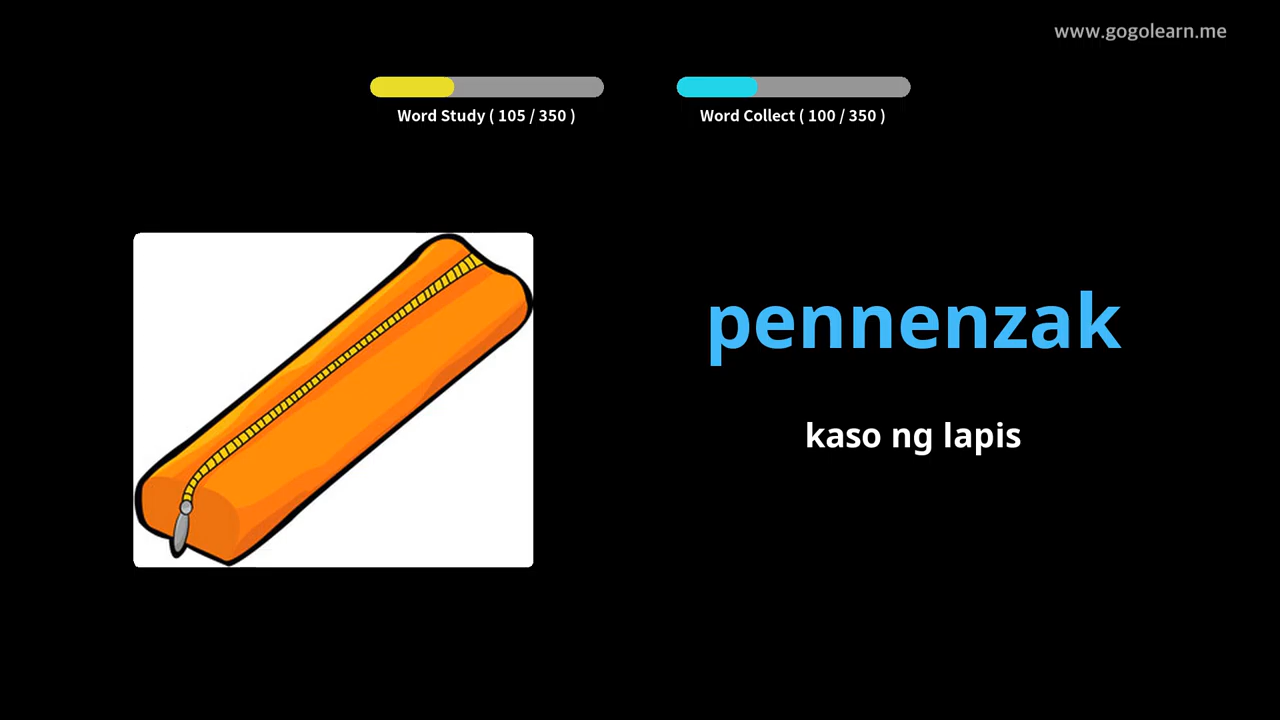 www.gogolearn.me
Word Study ( 105 / 350 )
Word Collect ( 100 / 350 )
pennenzak
kaso ng lapis